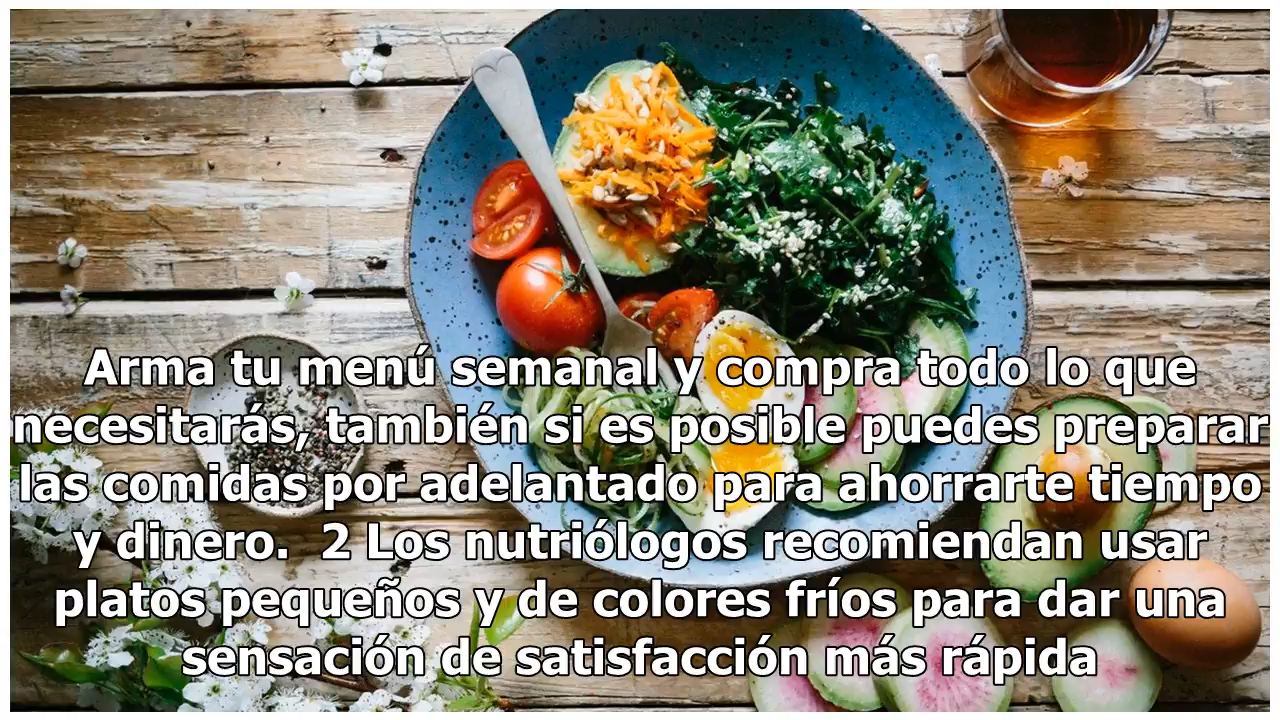 Arma tu menú semanal y compra todo lo que
necesitarás, también si es posible puedes preparar
las comidas por adelantado para ahorrarte tiempo
y dinero.  2 Los nutriólogos recomiendan usar
platos pequeños y de colores fríos para dar una
sensación de satisfacción más rápida